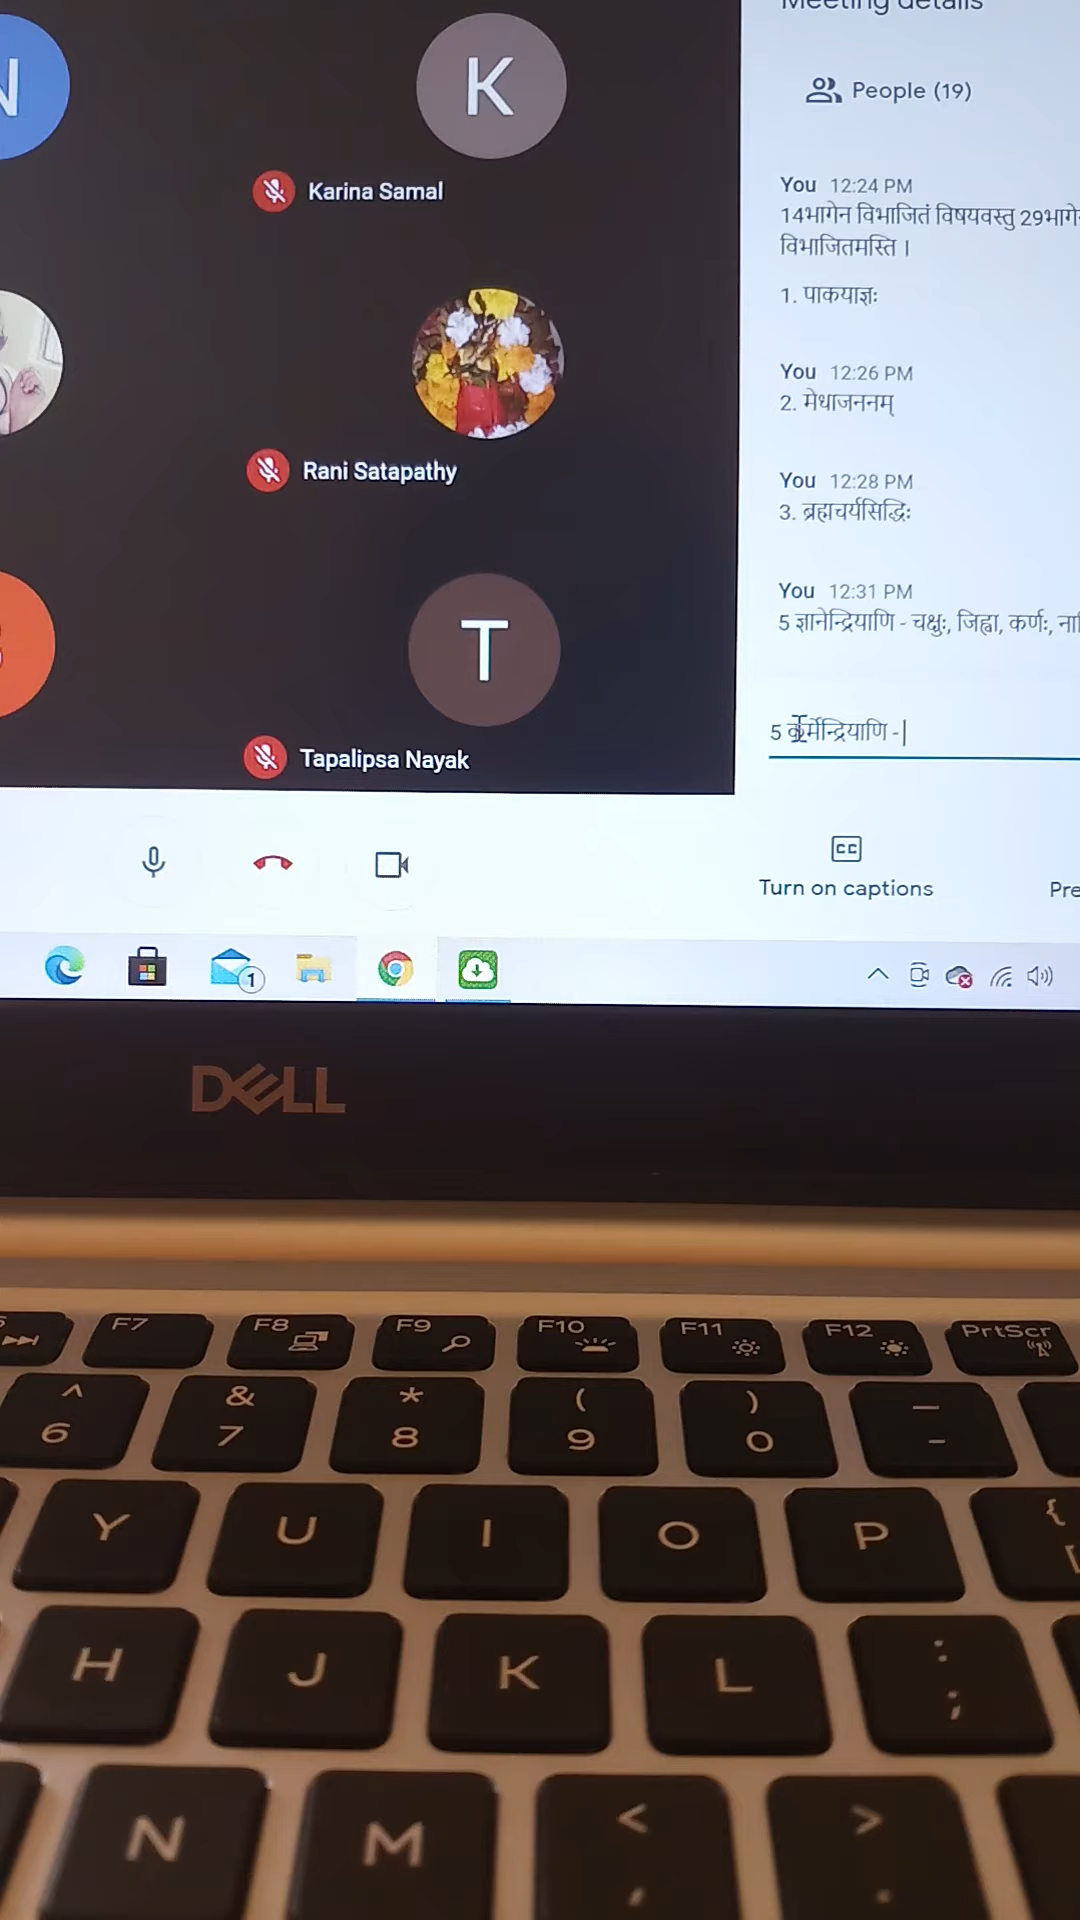 Meeting details
People (19)
N
K
Karina Samal
You 12:24 PM
14भागेन विभाजितं विषयवस्तु 29भागे
विभाजितमस्ति ।
1. पाकयाज्ञः
You 12:26 PM
2. मेधाजननम्
Rani Satapathy
You 12:28 PM
3. ब्रह्मचर्यसिद्धिः
You 12:31 PM
5 ज्ञानेन्द्रियाणि - चक्षुः, जिह्वा, कर्णः,
T
5 कर्मेन्द्रियाणि -
Tapalipsa Nayak
CC
Turn on captions
Pre
1
DELL
F7 F8 F9 F10 F11 F12 PrtScr
^ & * ( ) _
6 7 8 9 0 -
Y U I O P { [
H J K L : ;
N M < , > .